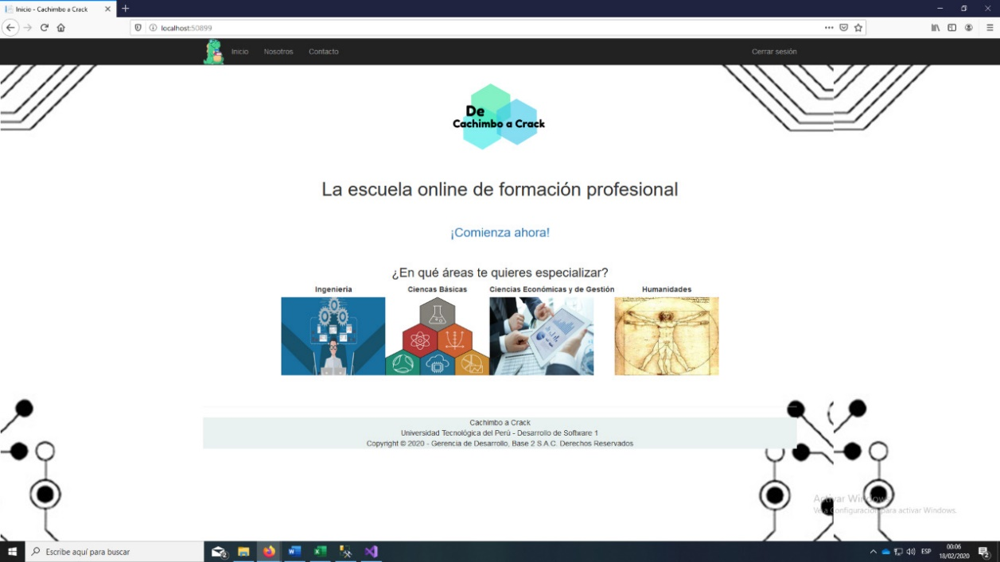 Inicio - Cachimbo a Crack
localhost:50899
Inicio Nosotros Contacto Cerrar sesión
De
Cachimbo a Crack
La escuela online de formación profesional
¡Comienza ahora!
¿En qué áreas te quieres especializar?
Ingeniería Ciencas Básicas Ciencias Económicas y de Gestión Humanidades
Cachimbo a Crack
Universidad Tecnológica del Perú - Desarrollo de Software 1
Copyright © 2020 - Gerencia de Desarrollo, Base 2 S.A.C. Derechos Reservados
Activar Windows
Ve a Configuración para activar Windows.
Escribe aquí para buscar
ESP
00:06
18/02/2020